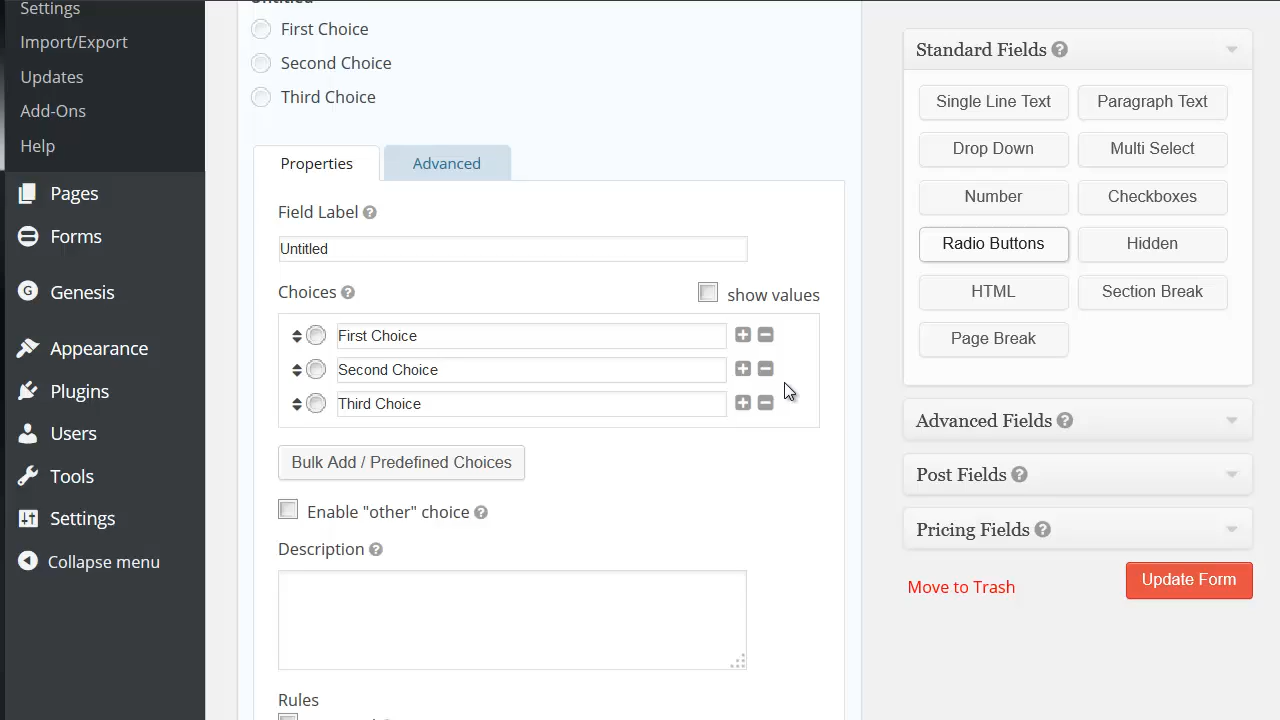 Settings
Import/Export
Updates
Add-Ons
Help
Pages
Forms
Genesis
Appearance
Plugins
Users
Tools
Settings
Collapse menu
First Choice
Second Choice
Third Choice
Properties Advanced
Field Label
Untitled
Choices show values
First Choice
Second Choice
Third Choice
Bulk Add / Predefined Choices
Enable "other" choice
Description
Rules
Standard Fields
Single Line Text Paragraph Text
Drop Down Multi Select
Number Checkboxes
Radio Buttons Hidden
HTML Section Break
Page Break
Advanced Fields
Post Fields
Pricing Fields
Move to Trash Update Form